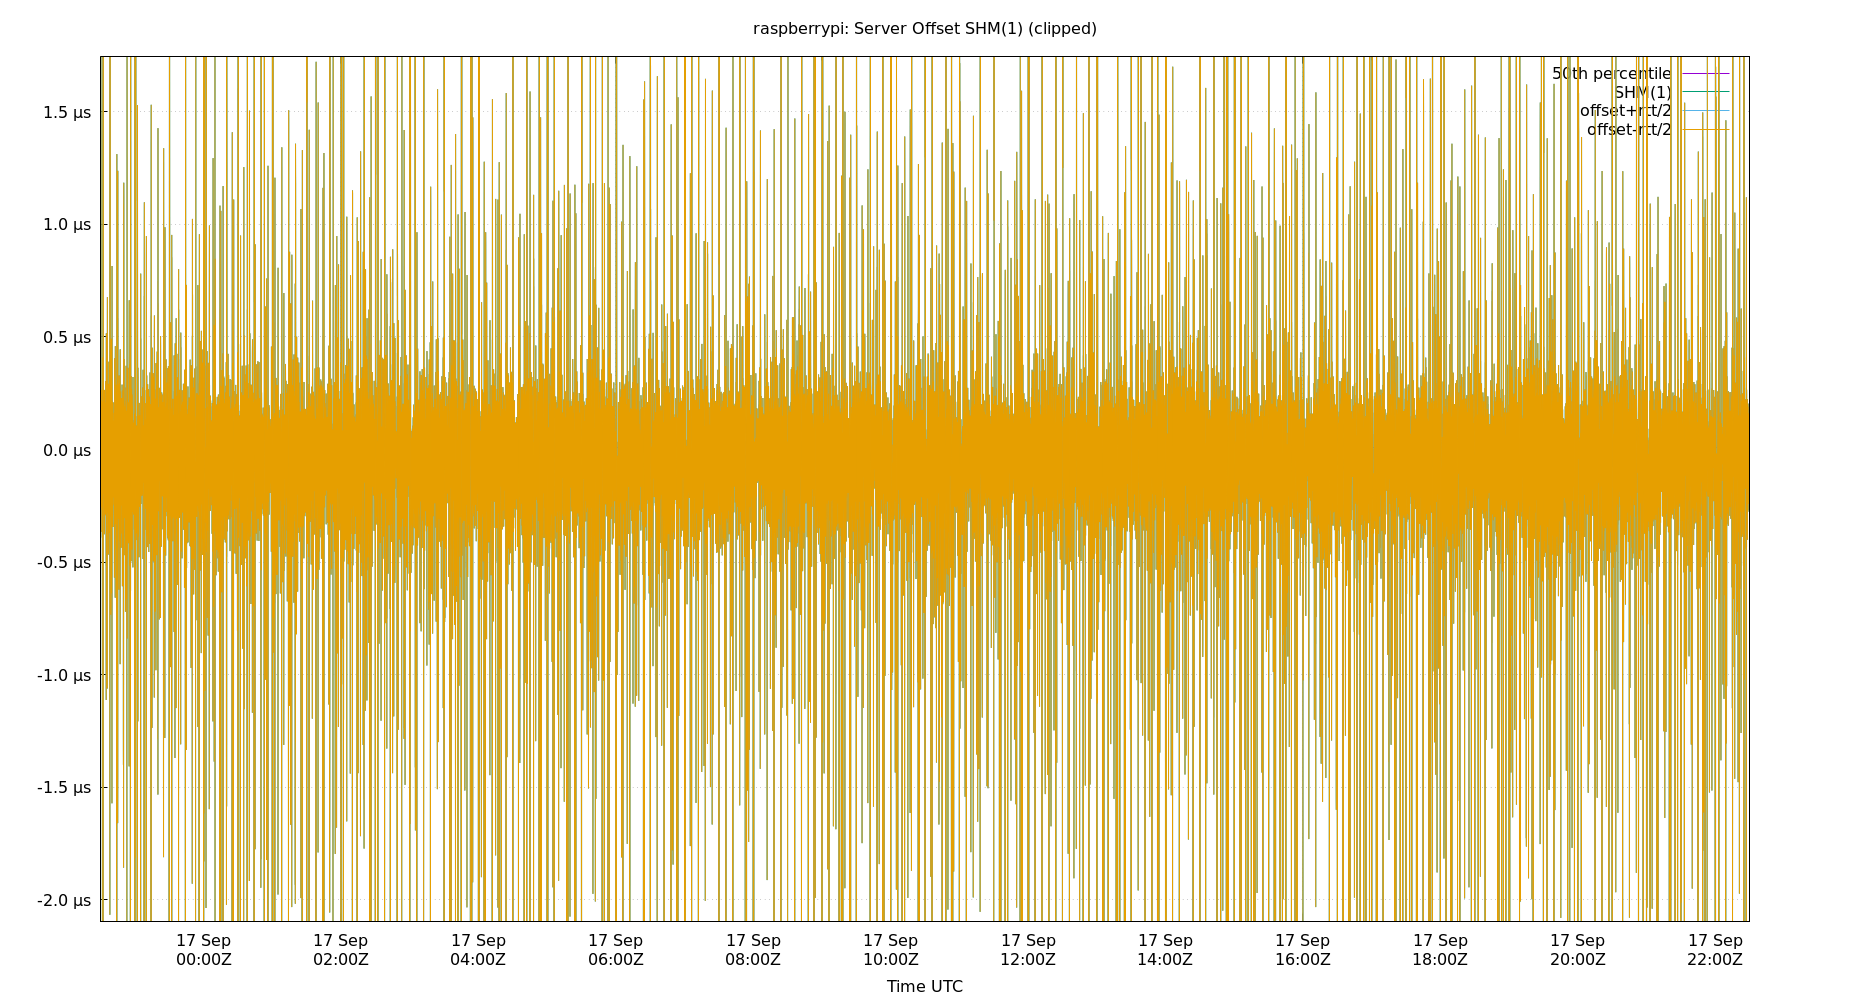 raspberrypi: Server Offset SHM(1) (clipped)
50th percentile
SHM(1)
offset+rtt/2
offset-rtt/2
1.5 µs
1.0 µs
0.5 µs
0.0 µs
-0.5 µs
-1.0 µs
-1.5 µs
-2.0 µs
17 Sep 17 Sep 17 Sep 17 Sep 17 Sep 17 Sep 17 Sep 17 Sep 17 Sep 17 Sep 17 Sep 17 Sep
00:00Z 02:00Z 04:00Z 06:00Z 08:00Z 10:00Z 12:00Z 14:00Z 16:00Z 18:00Z 20:00Z 22:00Z
Time UTC